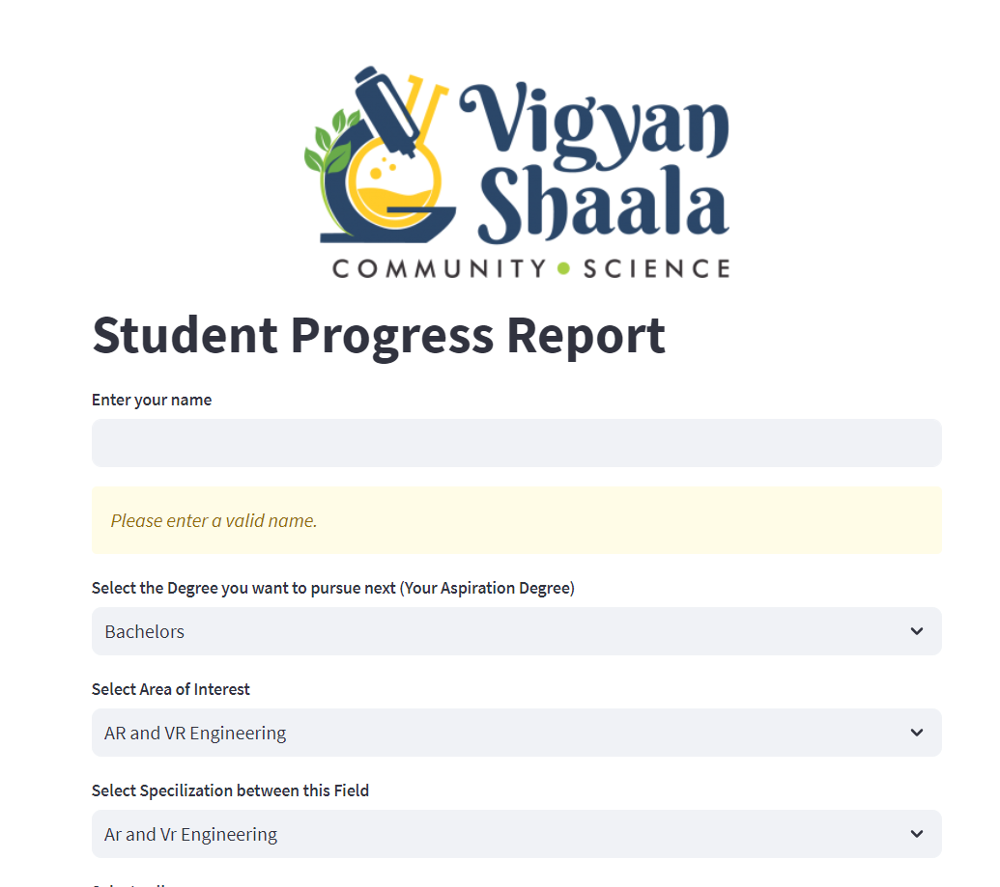 Vigyan
Shaala
COMMUNITY • SCIENCE
Student Progress Report
Enter your name
Please enter a valid name.
Select the Degree you want to pursue next (Your Aspiration Degree)
Bachelors
Select Area of Interest
AR and VR Engineering
Select Specilization between this Field
Ar and Vr Engineering